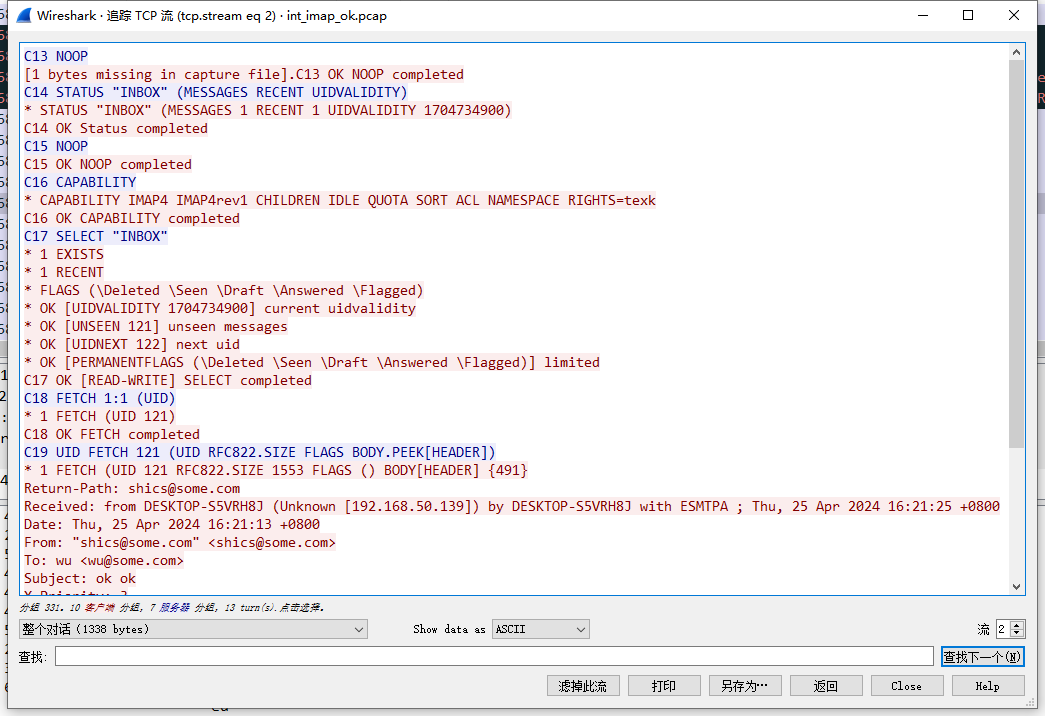 Wireshark · 追踪 TCP 流 (tcp.stream eq 2) · int_imap_ok.pcap
C13 NOOP
[1 bytes missing in capture file].C13 OK NOOP completed
C14 STATUS "INBOX" (MESSAGES RECENT UIDVALIDITY)
* STATUS "INBOX" (MESSAGES 1 RECENT 1 UIDVALIDITY 1704734900)
C14 OK Status completed
C15 NOOP
C15 OK NOOP completed
C16 CAPABILITY
* CAPABILITY IMAP4 IMAP4rev1 CHILDREN IDLE QUOTA SORT ACL NAMESPACE RIGHTS=texk
C16 OK CAPABILITY completed
C17 SELECT "INBOX"
* 1 EXISTS
* 1 RECENT
* FLAGS (\Deleted \Seen \Draft \Answered \Flagged)
* OK [UIDVALIDITY 1704734900] current uidvalidity
* OK [UNSEEN 121] unseen messages
* OK [UIDNEXT 122] next uid
* OK [PERMANENTFLAGS (\Deleted \Seen \Draft \Answered \Flagged)] limited
C17 OK [READ-WRITE] SELECT completed
C18 FETCH 1:1 (UID)
* 1 FETCH (UID 121)
C18 OK FETCH completed
C19 UID FETCH 121 (UID RFC822.SIZE FLAGS BODY.PEEK[HEADER])
* 1 FETCH (UID 121 RFC822.SIZE 1553 FLAGS () BODY[HEADER] {491}
Return-Path: shics@some.com
Received: from DESKTOP-S5VRH8J (Unknown [192.168.50.139]) by DESKTOP-S5VRH8J with ESMTPA ; Thu, 25 Apr 2024 16:21:25 +0800
Date: Thu, 25 Apr 2024 16:21:13 +0800
From: "shics@some.com" <shics@some.com>
To: wu <wu@some.com>
Subject: ok ok
X-Priority: 3
分组 331. 10 客户端 分组, 7 服务器 分组, 13 turn(s).点击选择.
整个对话 (1338 bytes)
Show data as ASCII
流 2
查找:
查找下一个(N)
滤掉此流 打印 另存为… 返回 Close Help